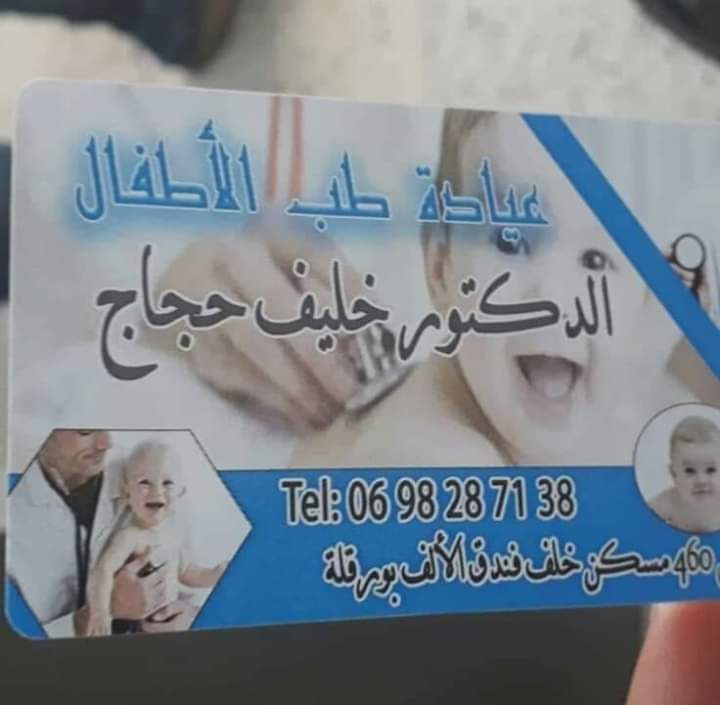 عيادة طب الأطفال
الدكتور خليف حجاج
Tel: 06 98 28 71 38
460 مسكن خلف فندق الألف بورقلة